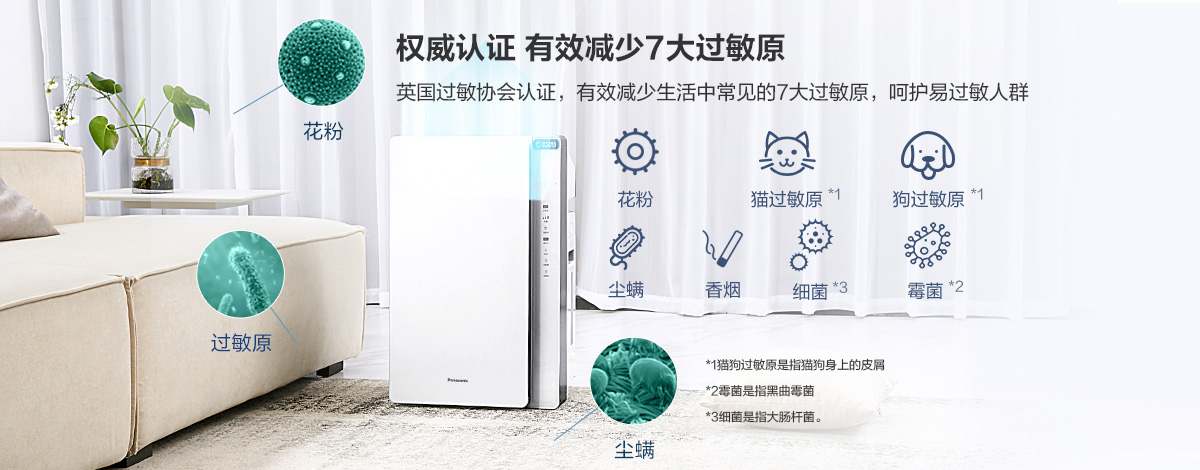 权威认证 有效减少7大过敏原
英国过敏协会认证，有效减少生活中常见的7大过敏原，呵护易过敏人群
花粉
花粉
猫过敏原 *1
狗过敏原 *1
尘螨
香烟
细菌 *3
霉菌 *2
过敏原
*1猫狗过敏原是指猫狗身上的皮屑
*2霉菌是指黑曲霉菌
*3细菌是指大肠杆菌。
Panasonic
尘螨